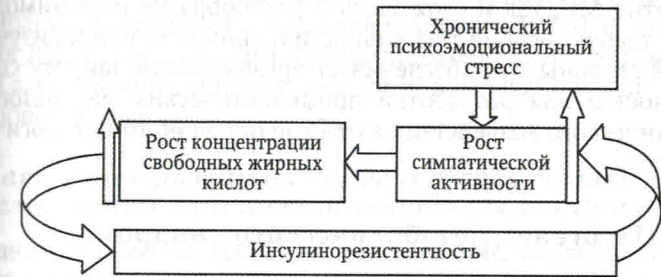 Хронический
психоэмоциональный
стресс
Рост концентрации
свободных жирных
кислот
Рост
симпатической
активности
Инсулинорезистентность